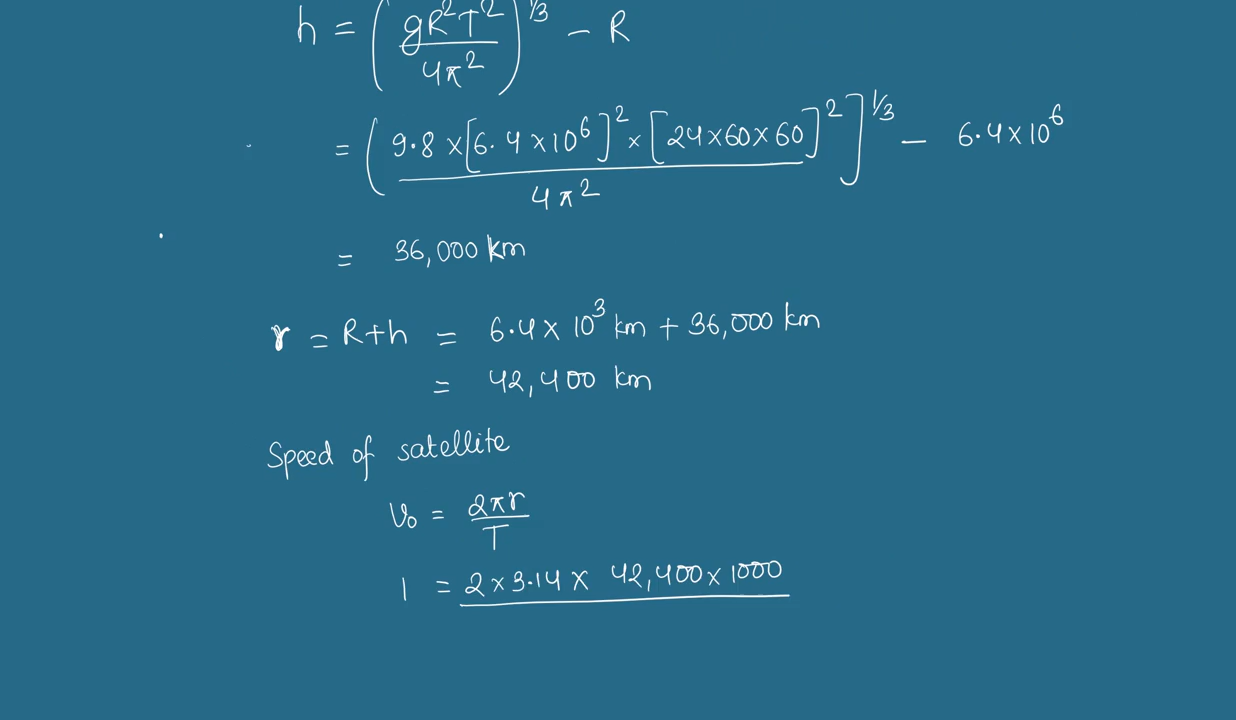 h = (gR²T²/4π²)^1/3 – R
= (9.8 × [6.4 × 10⁶]² × [24×60×60]²/4π²]^1/3 – 6.4×10⁶
= 36,000 km
r = R+h = 6.4 × 10³ km + 36,000 km
= 42,400 km
Speed of satellite
v₀ = 2πr/T
1 = 2 × 3.14 × 42,400 × 1000